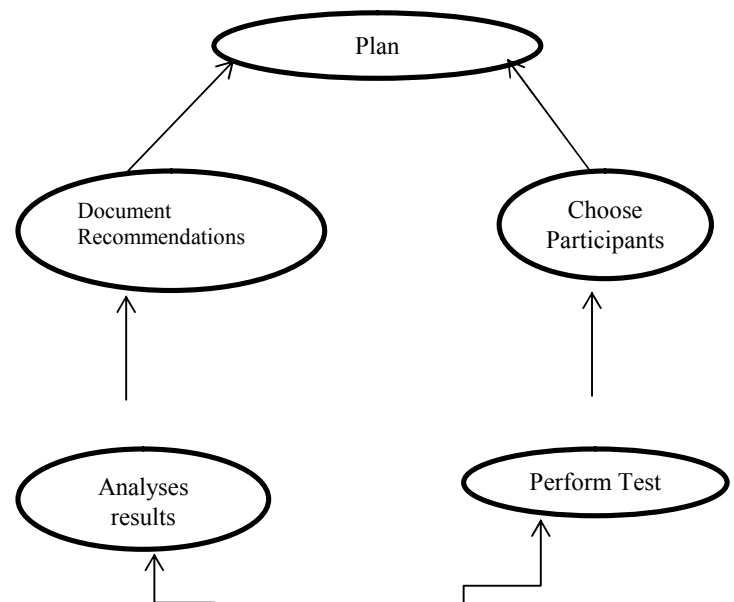 Plan
Document
Recommendations
Choose
Participants
Analyses
results
Perform Test